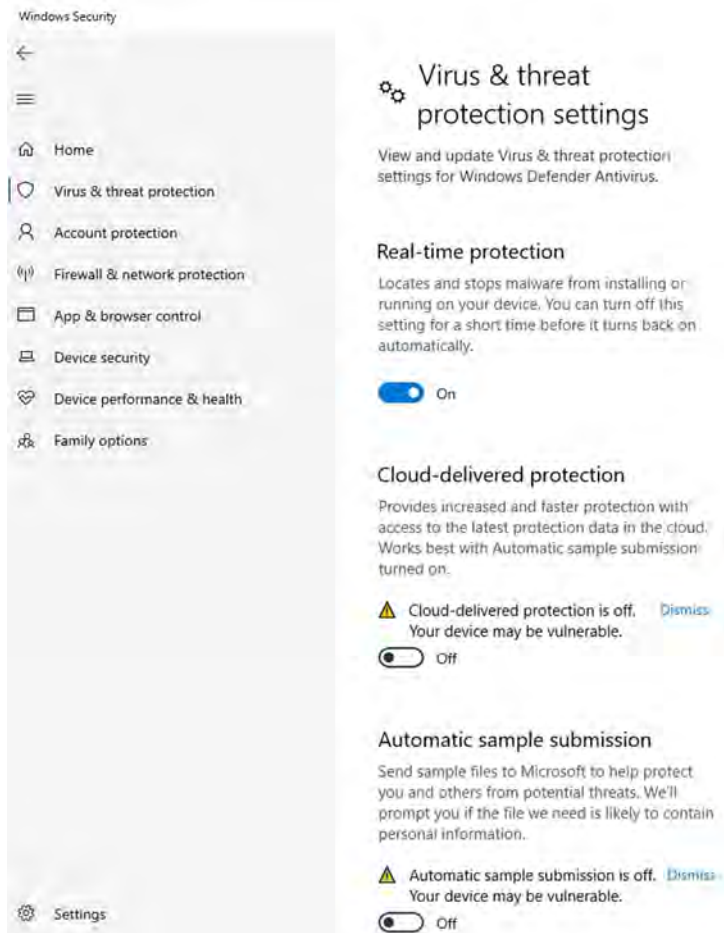 Windows Security
Home
Virus & threat protection
Account protection
Firewall & network protection
App & browser control
Device security
Device performance & health
Family options
Settings
Virus & threat
protection settings
View and update Virus & threat protection
settings for Windows Defender Antivirus.
Real-time protection
Locates and stops malware from installing or
running on your device. You can turn off this
setting for a short time before it turns back on
automatically.
On
Cloud-delivered protection
Provides increased and faster protection with
access to the latest protection data in the cloud.
Works best with Automatic sample submission
turned on.
Cloud-delivered protection is off. Dismiss
Your device may be vulnerable.
Off
Automatic sample submission
Send sample files to Microsoft to help protect
you and others from potential threats. We'll
prompt you if the file we need is likely to contain
personal information.
Automatic sample submission is off. Dismiss
Your device may be vulnerable.
Off